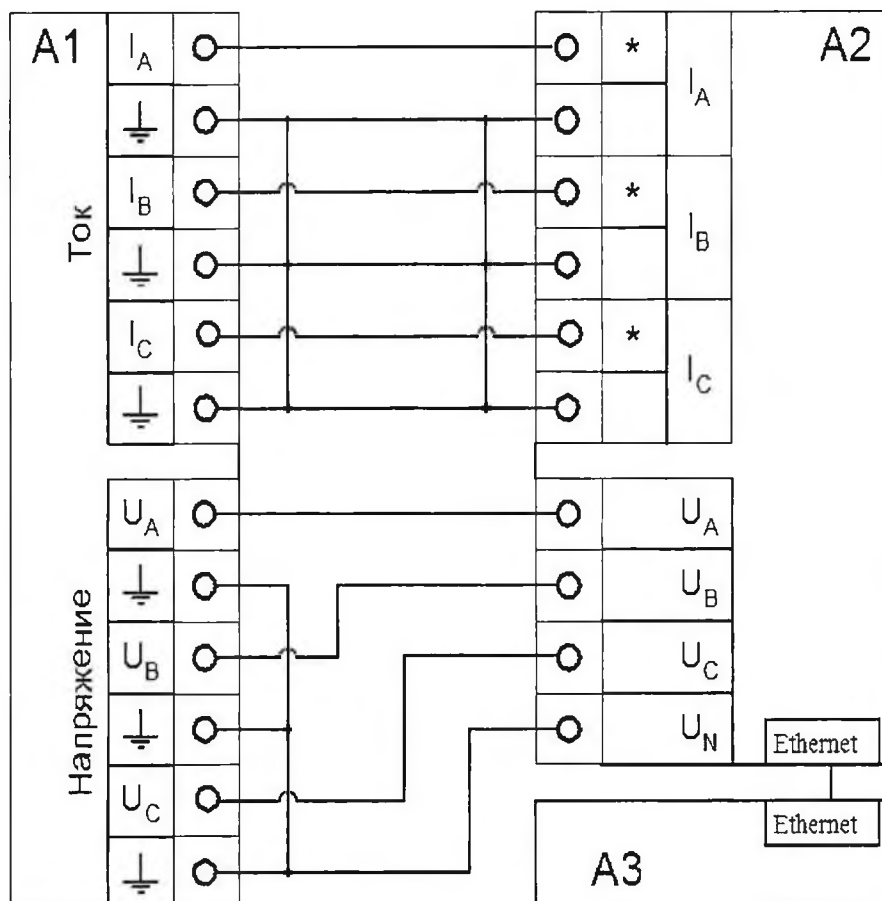 A1
Ток
I_A
I_B
I_C
Напряжение
U_A
U_B
U_C
A2
*
I_A
*
I_B
*
I_C
U_A
U_B
U_C
U_N
Ethernet
Ethernet
A3